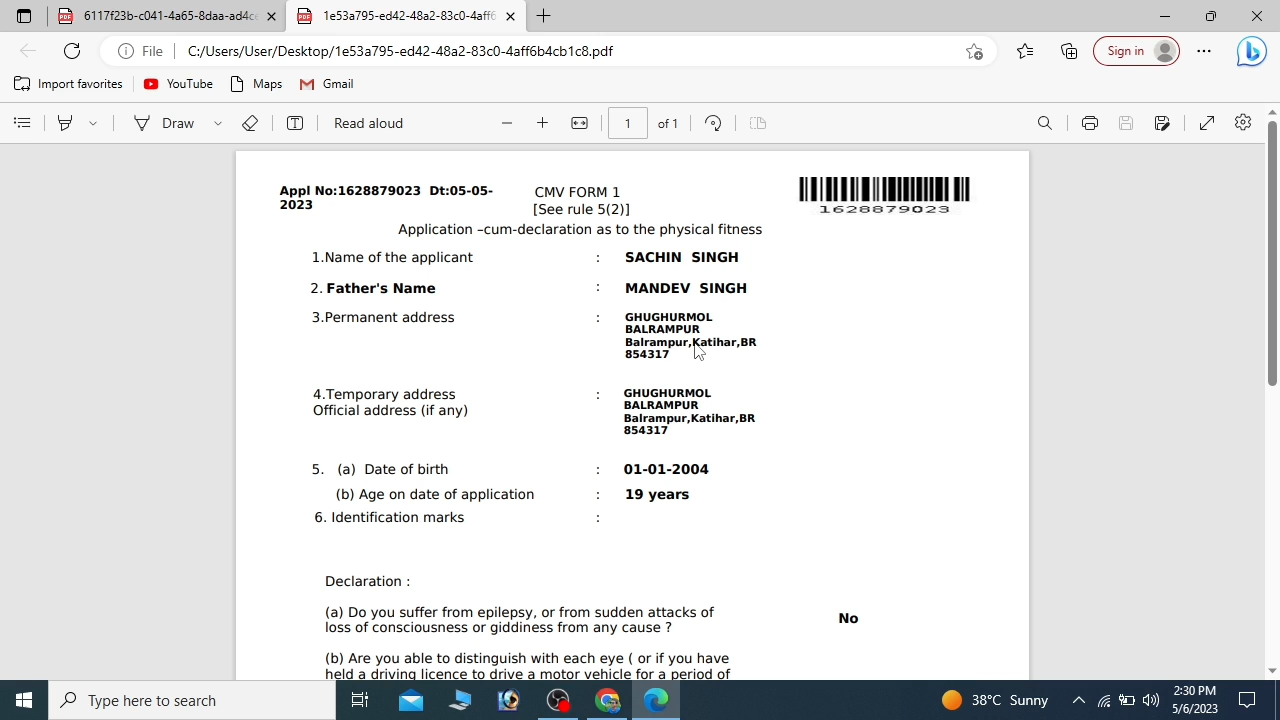 6117f23b-c041-4a65-8daa-ad4c
1e53a795-ed42-48a2-83c0-4aff6
File
C:/Users/User/Desktop/1e53a795-ed42-48a2-83c0-4aff6b4cb1c8.pdf
Sign in
Import favorites
YouTube
Maps
Gmail
Draw
Read aloud
1
of 1
Appl No:1628879023 Dt:05-05-
2023
CMV FORM 1
[See rule 5(2)]
1628879023
Application –cum-declaration as to the physical fitness
1.Name of the applicant : SACHIN SINGH
2. Father's Name : MANDEV SINGH
3.Permanent address : GHUGHURMOL
BALRAMPUR
Balrampur,Katihar,BR
854317
4.Temporary address : GHUGHURMOL
Official address (if any) BALRAMPUR
Balrampur,Katihar,BR
854317
5. (a) Date of birth : 01-01-2004
(b) Age on date of application : 19 years
6. Identification marks :
Declaration :
(a) Do you suffer from epilepsy, or from sudden attacks of
loss of consciousness or giddiness from any cause ? No
(b) Are you able to distinguish with each eye ( or if you have
held a driving licence to drive a motor vehicle for a period of
Type here to search
38°C Sunny
2:30 PM
5/6/2023